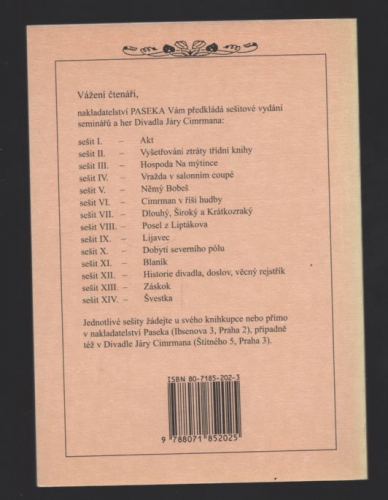 Vážení čtenáři,
nakladatelství PASEKA Vám předkládá sešitové vydání
seminářů a her Divadla Járy Cimrmana:
sešit I. – Akt
sešit II. – Vyšetřování ztráty třídní knihy
sešit III. – Hospoda Na mýtince
sešit IV. – Vražda v salonním coupé
sešit V. – Němý Bobeš
sešit VI. – Cimrman v říši hudby
sešit VII. – Dlouhý, Široký a Krátkozraký
sešit VIII. – Posel z Liptákova
sešit IX. – Lijavec
sešit X. – Dobytí severního pólu
sešit XI. – Blaník
sešit XII. – Historie divadla, doslov, věcný rejstřík
sešit XIII. – Záskok
sešit XIV. – Švestka
Jednotlivé sešity žádejte u svého knihkupce nebo přímo
v nakladatelství Paseka (Ibsenova 3, Praha 2), případně
též v Divadle Járy Cimrmana (Štítného 5, Praha 3).
ISBN 80-7185-202-3
9 788071 852025